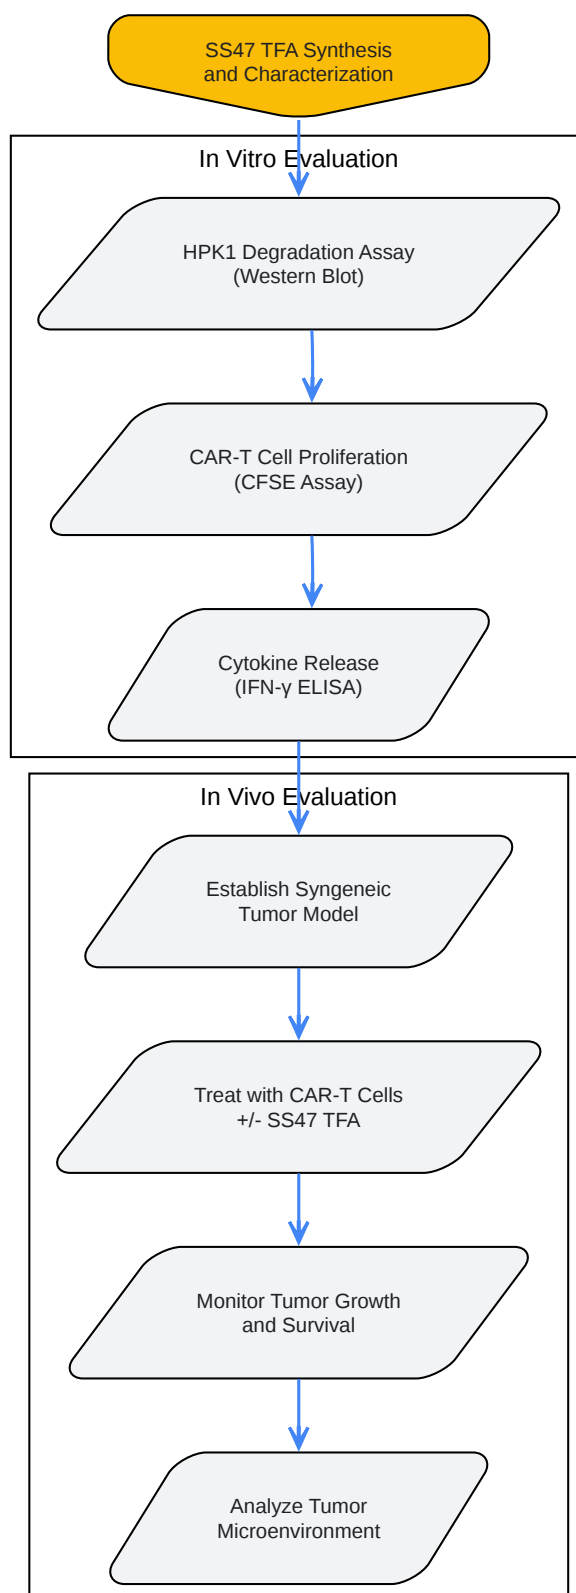 SS47 TFA Synthesis
and Characterization
In Vitro Evaluation
HPK1 Degradation Assay
(Western Blot)
CAR-T Cell Proliferation
(CFSE Assay)
Cytokine Release
(IFN-γ ELISA)
In Vivo Evaluation
Establish Syngeneic
Tumor Model
Treat with CAR-T Cells
+/- SS47 TFA
Monitor Tumor Growth
and Survival
Analyze Tumor
Microenvironment